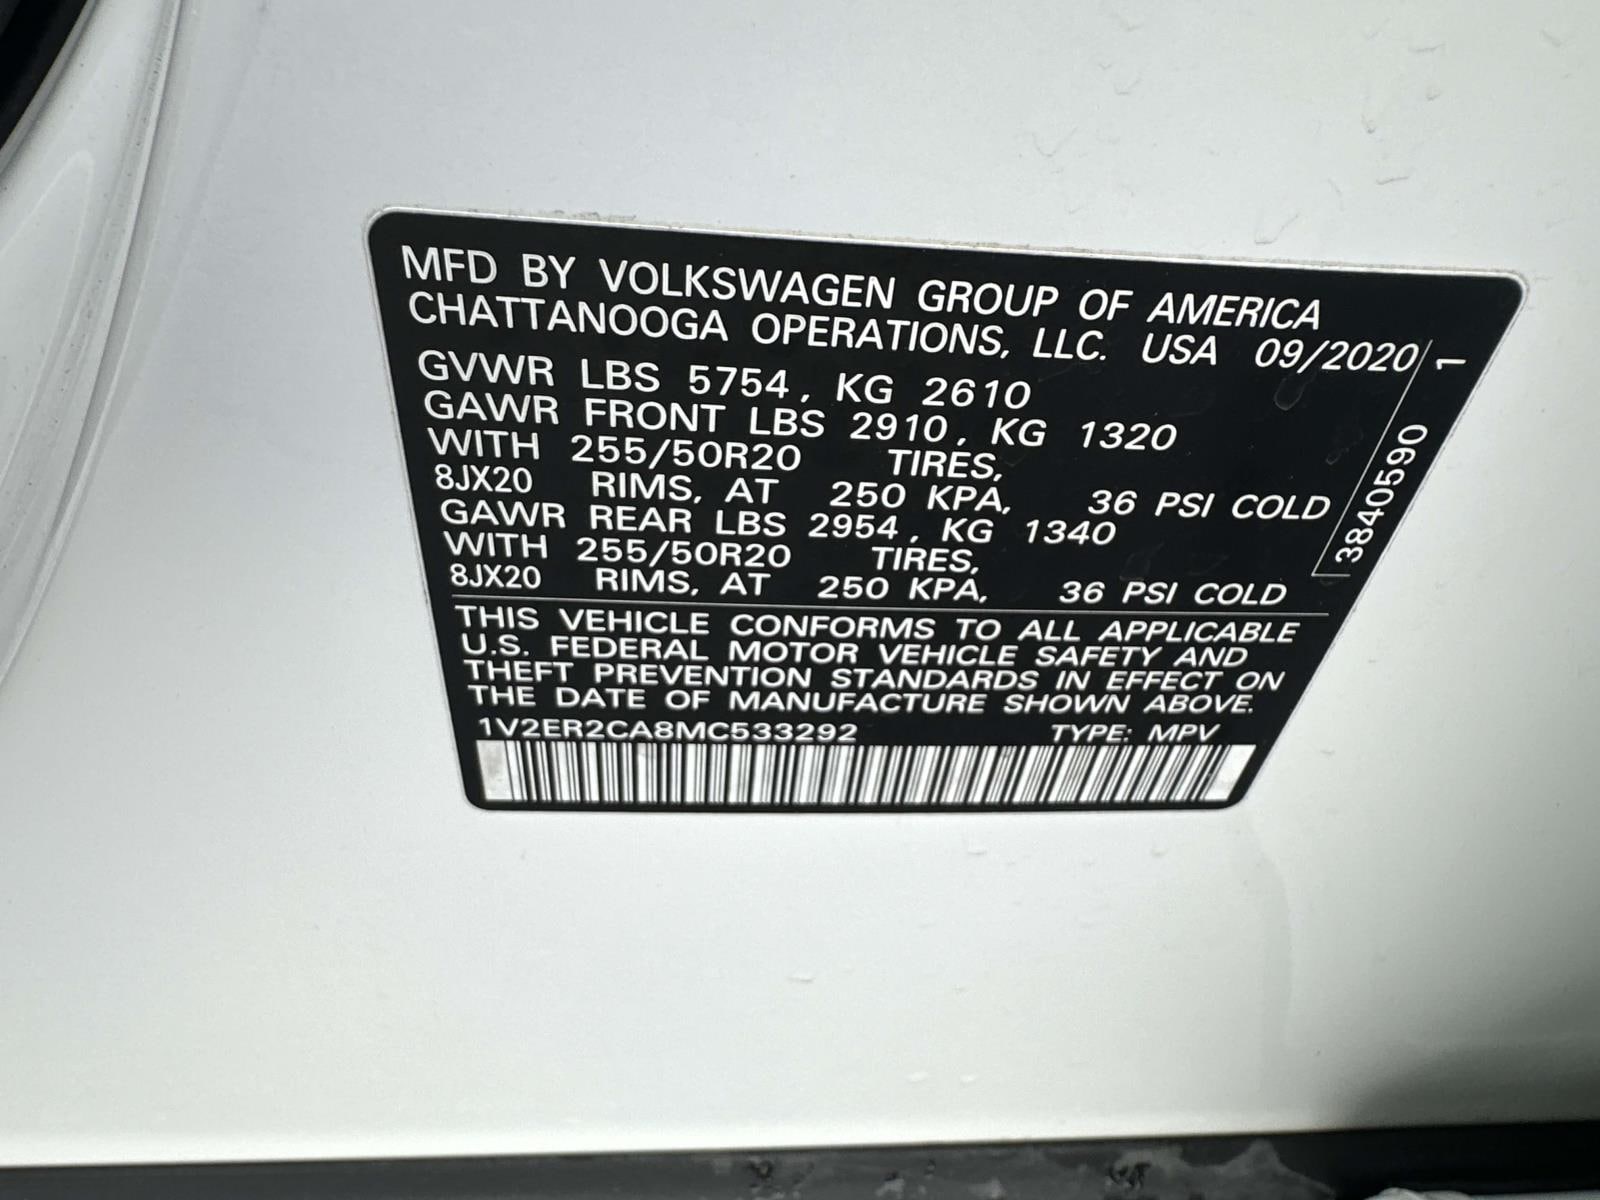 MFD BY VOLKSWAGEN GROUP OF AMERICA
CHATTANOOGA OPERATIONS, LLC. USA 09/2020
GVWR LBS 5754, KG 2610
GAWR FRONT LBS 2910, KG 1320
WITH 255/50R20 TIRES,
8JX20 RIMS, AT 250 KPA, 36 PSI COLD
GAWR REAR LBS 2954, KG 1340
WITH 255/50R20 TIRES,
8JX20 RIMS, AT 250 KPA, 36 PSI COLD
THIS VEHICLE CONFORMS TO ALL APPLICABLE
U.S. FEDERAL MOTOR VEHICLE SAFETY AND
THEFT PREVENTION STANDARDS IN EFFECT ON
THE DATE OF MANUFACTURE SHOWN ABOVE.
1V2ER2CA8MC533292 TYPE: MPV
3840590 1